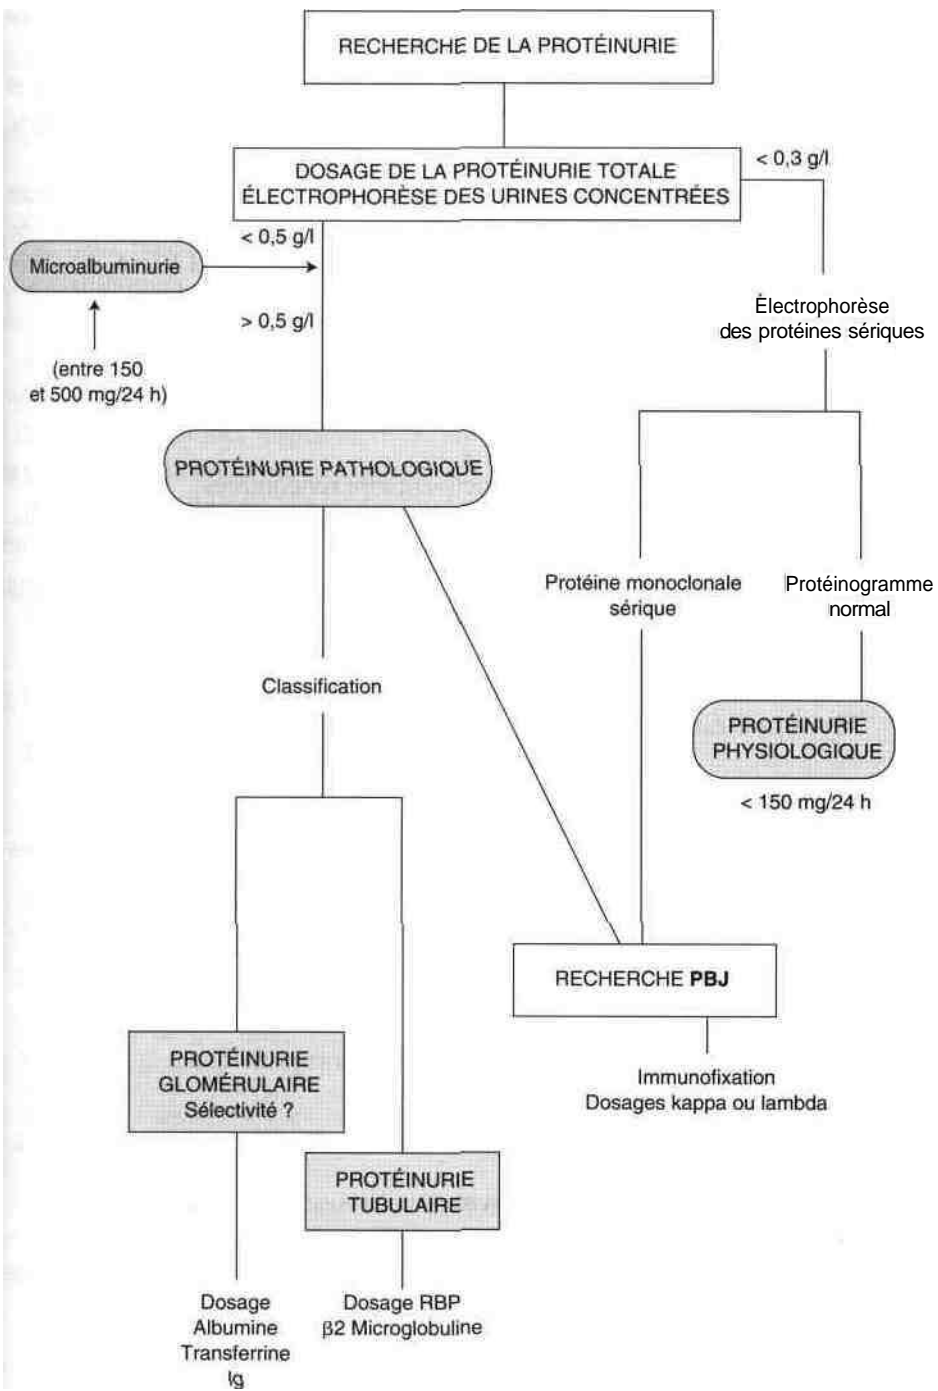 RECHERCHE DE LA PROTÉINURIE
DOSAGE DE LA PROTÉINURIE TOTALE
ÉLECTROPHORÈSE DES URINES CONCENTRÉES
< 0,3 g/l
< 0,5 g/l
Microalbuminurie
> 0,5 g/l
(entre 150
et 500 mg/24 h)
Électrophorèse
des protéines sériques
PROTÉINURIE PATHOLOGIQUE
Protéine monoclonale
sérique
Protéinogramme
normal
Classification
PROTÉINURIE
PHYSIOLOGIQUE
< 150 mg/24 h
RECHERCHE PBJ
Immunofixation
Dosages kappa ou lambda
PROTÉINURIE
GLOMÉRULAIRE
Sélectivité ?
PROTÉINURIE
TUBULAIRE
Dosage
Albumine
Transferrine
Ig
Dosage RBP
β2 Microglobuline